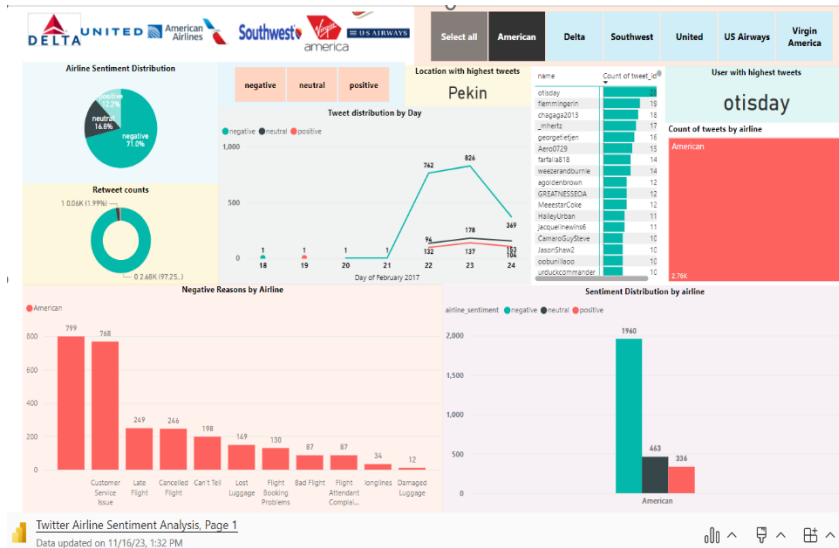 DELTA
UNITED
American
Airlines
Southwest
Virgin
america
US AIRWAYS
Select all
American
Delta
Southwest
United
US Airways
Virgin
America
Airline Sentiment Distribution
positive
12.2%
neutral
16.8%
negative
71.0%
negative
neutral
positive
Location with highest tweets
Pekin
name
Count of tweet_id
otisday
flemmingerin
19
chagaga2013
18
_mhertz
17
georgetietjen
16
Aero0729
15
farfalla818
14
weezerandburnie
14
agoldenbrown
12
GREATNESSEOA
12
MeeestarCoke
12
HaileyUrban
11
jacquelinewins6
11
CamaroGuySteve
10
JasonShaw2
10
oobunillaoo
10
urduckcommander
10
User with highest tweets
otisday
Count of tweets by airline
American
2.76K
Tweet distribution by Day
negative
neutral
positive
1,000
500
0
1
1
1
1
762
826
369
94
178
153
132
137
104
18
19
20
21
22
23
24
Day of February 2017
Retweet counts
1 0.06K (1.99%)
0 2.68K (97.25...)
Negative Reasons by Airline
American
800
600
400
200
0
799
768
249
246
198
149
130
87
87
34
12
Customer
Service
Issue
Late
Flight
Cancelled
Flight
Can't Tell
Lost
Luggage
Flight
Booking
Problems
Bad Flight
Flight
Attendant
Complai...
longlines
Damaged
Luggage
Sentiment Distribution by airline
airline_sentiment
negative
neutral
positive
2,000
1,500
1,000
500
0
1960
463
336
American
Twitter Airline Sentiment Analysis, Page 1
Data updated on 11/16/23, 1:32 PM